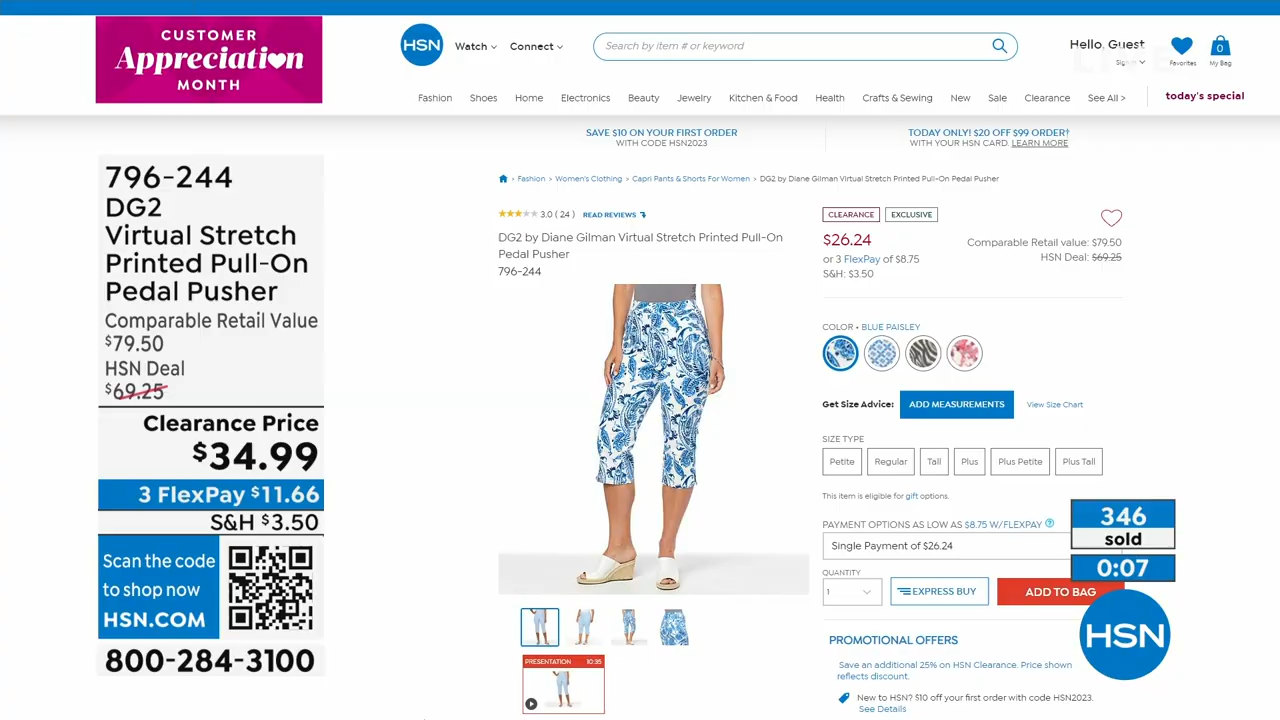 CUSTOMER
Appreciation
MONTH
HSN
Watch
Connect
Search by item # or keyword
Hello, Guest
Favorites
0
My Bag
Fashion
Shoes
Home
Electronics
Beauty
Jewelry
Kitchen & Food
Health
Crafts & Sewing
New
Sale
Clearance
See All >
today's special
SAVE $10 ON YOUR FIRST ORDER
WITH CODE HSN2023
TODAY ONLY! $20 OFF $99 ORDER†
WITH YOUR HSN CARD. LEARN MORE
796-244
DG2
Virtual Stretch
Printed Pull-On
Pedal Pusher
Comparable Retail Value
$79.50
HSN Deal
$69.25
Clearance Price
$34.99
3 FlexPay $11.66
S&H $3.50
Scan the code
to shop now
HSN.COM
800-284-3100
> Fashion > Women's Clothing > Capri Pants & Shorts For Women > DG2 by Diane Gilman Virtual Stretch Printed Pull-On Pedal Pusher
3.0 ( 24 ) READ REVIEWS
DG2 by Diane Gilman Virtual Stretch Printed Pull-On
Pedal Pusher
796-244
PRESENTATION 10:35
CLEARANCE
EXCLUSIVE
$26.24
or 3 FlexPay of $8.75
S&H: $3.50
Comparable Retail value: $79.50
HSN Deal: $69.25
COLOR • BLUE PAISLEY
Get Size Advice:
ADD MEASUREMENTS
View Size Chart
SIZE TYPE
Petite
Regular
Tall
Plus
Plus Petite
Plus Tall
This item is eligible for gift options.
PAYMENT OPTIONS AS LOW AS $8.75 W/FLEXPAY
Single Payment of $26.24
QUANTITY
1
EXPRESS BUY
ADD TO BAG
346
sold
0:07
HSN
PROMOTIONAL OFFERS
Save an additional 25% on HSN Clearance. Price shown
reflects discount.
New to HSN? $10 off your first order with code HSN2023.
See Details